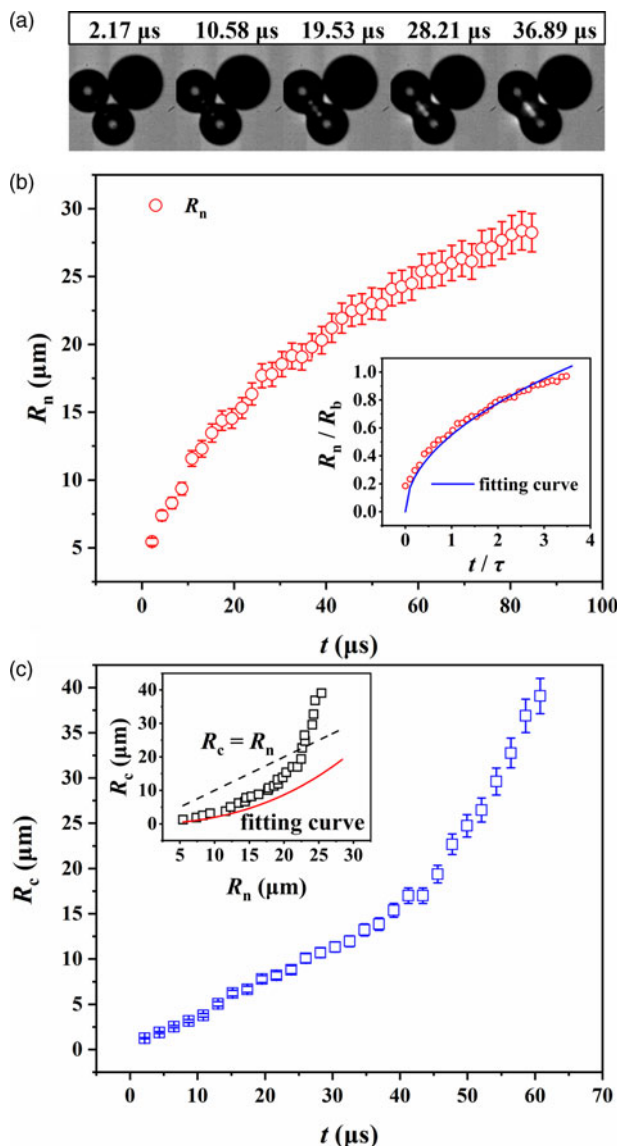 (a)
2.17 μs 10.58 μs 19.53 μs 28.21 μs 36.89 μs
(b)
30
25
20
15
10
5
Rn (μm)
Rn
0 20 40 60 80 100
t (μs)
1.0
0.8
0.6
0.4
0.2
0.0
Rn / Rb
fitting curve
0 1 2 3 4
t / τ
(c)
40
35
30
25
20
15
10
5
0
Rc (μm)
40
30
20
10
0
Rc (μm)
Rc = Rn
fitting curve
5 10 15 20 25 30
Rn (μm)
0 10 20 30 40 50 60 70
t (μs)